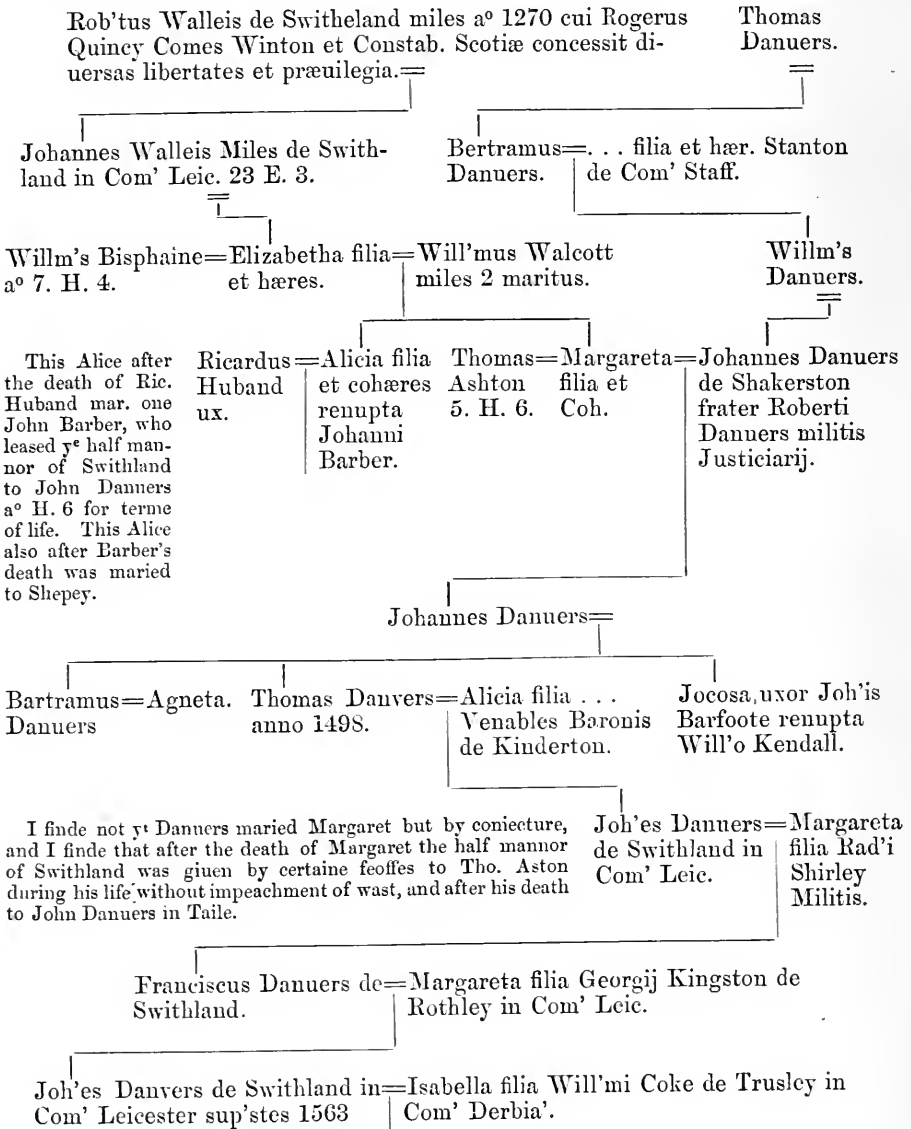 Rob'tus Walleis de Switheland miles aº 1270 cui Rogerus
Quincy Comes Winton et Constab. Scotiæ concessit di-
uersas libertates et præuilegia.=
Thomas
Danuers.
=
Johannes Walleis Miles de Swith-
land in Com' Leic. 23 E. 3.
=
Bertramus=. . . filia et hær. Stanton
Danuers. de Com' Staff.
Willm's Bisphaine=Elizabetha filia=Will'mus Walcott
aº 7. H. 4. et hæres. miles 2 maritus.
Willm's
Danuers.
=
This Alice after
the death of Ric.
Huband mar. one
John Barber, who
leased yᵉ half man-
nor of Swithland
to John Danners
aº H. 6 for terme
of life. This Alice
also after Barber's
death was maried
to Shepey.
Ricardus=Alicia filia
Huband et cohæres
ux. renupta
Johanni
Barber.
Thomas=Margareta=Johannes Danuers
Ashton filia et de Shakerston
5. H. 6. Coh. frater Roberti
Danuers militis
Justiciarij.
Johannes Danuers=
Bartramus=Agneta.
Danuers
Thomas Danvers=Alicia filia . . .
anno 1498. Venables Baronis
de Kinderton.
Jocosa, uxor Joh'is
Barfoote renupta
Will'o Kendall.
I finde not yᵗ Danuers maried Margaret but by coniecture,
and I finde that after the death of Margaret the half mannor
of Swithland was giuen by certaine feoffes to Tho. Aston
during his life without impeachment of wast, and after his death
to John Danuers in Taile.
Joh'es Danuers=Margareta
de Swithland in filia Rad'i
Com' Leic. Shirley
Militis.
Franciscus Danuers de=Margareta filia Georgij Kingston de
Swithland. Rothley in Com' Leic.
Joh'es Danvers de Swithland in=Isabella filia Will'mi Coke de Trusley in
Com' Leicester sup'stes 1563 Com' Derbia'.